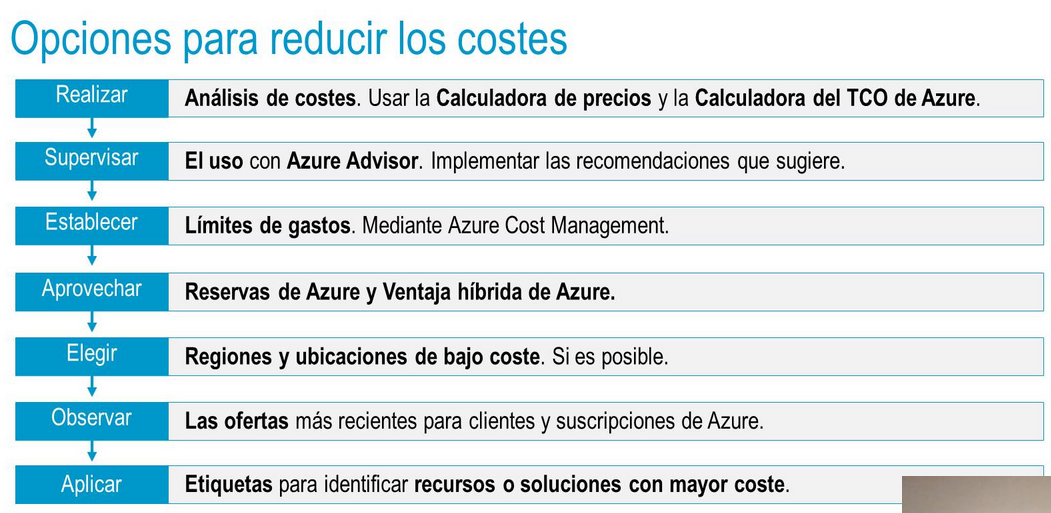 Opciones para reducir los costes
Realizar
Análisis de costes. Usar la Calculadora de precios y la Calculadora del TCO de Azure.
Supervisar
El uso con Azure Advisor. Implementar las recomendaciones que sugiere.
Establecer
Límites de gastos. Mediante Azure Cost Management.
Aprovechar
Reservas de Azure y Ventaja híbrida de Azure.
Elegir
Regiones y ubicaciones de bajo coste. Si es posible.
Observar
Las ofertas más recientes para clientes y suscripciones de Azure.
Aplicar
Etiquetas para identificar recursos o soluciones con mayor coste.